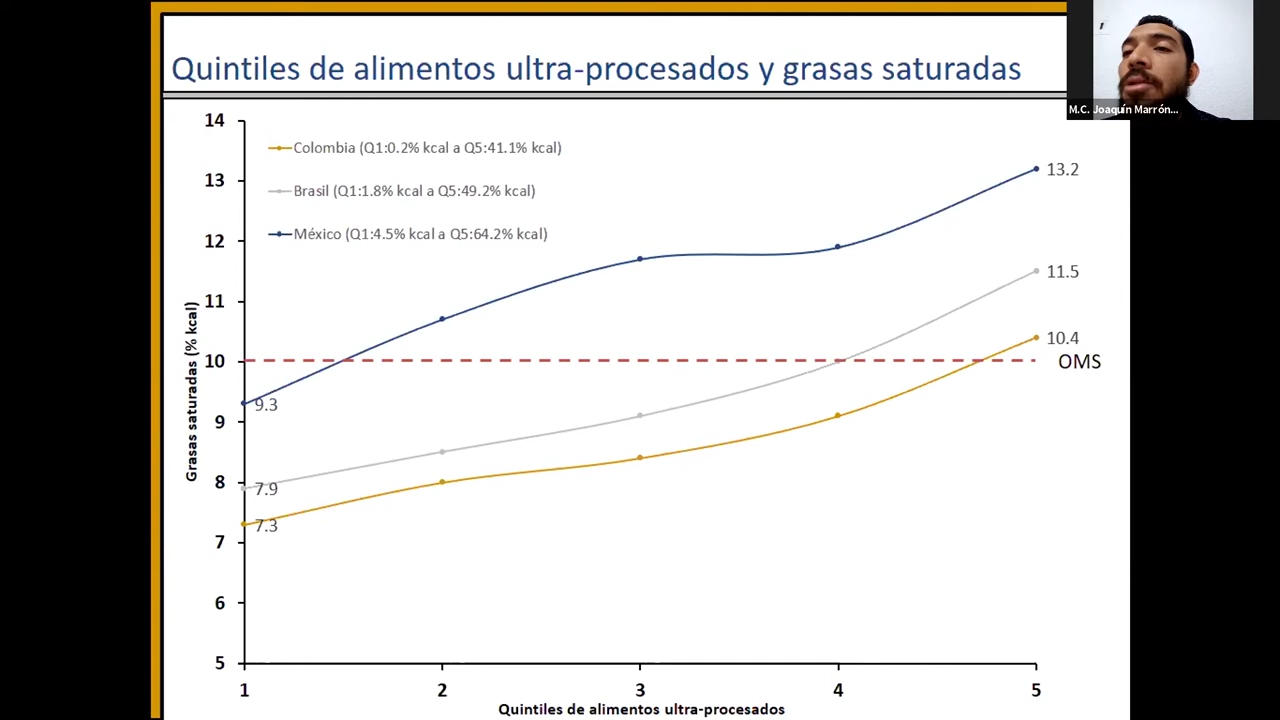 Quintiles de alimentos ultra-procesados y grasas saturadas
M.C. Joaquín Marrón...
14
13
12
11
10
9
8
7
6
5
Grasas saturadas (% kcal)
Colombia (Q1:0.2% kcal a Q5:41.1% kcal)
Brasil (Q1:1.8% kcal a Q5:49.2% kcal)
México (Q1:4.5% kcal a Q5:64.2% kcal)
13.2
11.5
10.4
OMS
9.3
7.9
7.3
1 2 3 4 5
Quintiles de alimentos ultra-procesados